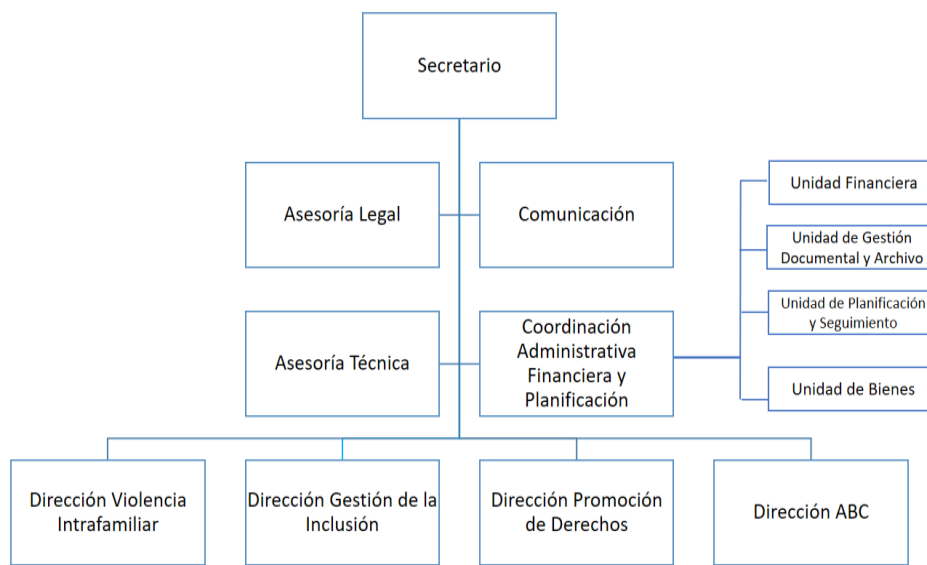 Secretario
Asesoría Legal
Comunicación
Unidad Financiera
Unidad de Gestión
Documental y Archivo
Unidad de Planificación
y Seguimiento
Unidad de Bienes
Asesoría Técnica
Coordinación
Administrativa
Financiera y
Planificación
Dirección Violencia
Intrafamiliar
Dirección Gestión de la
Inclusión
Dirección Promoción
de Derechos
Dirección ABC